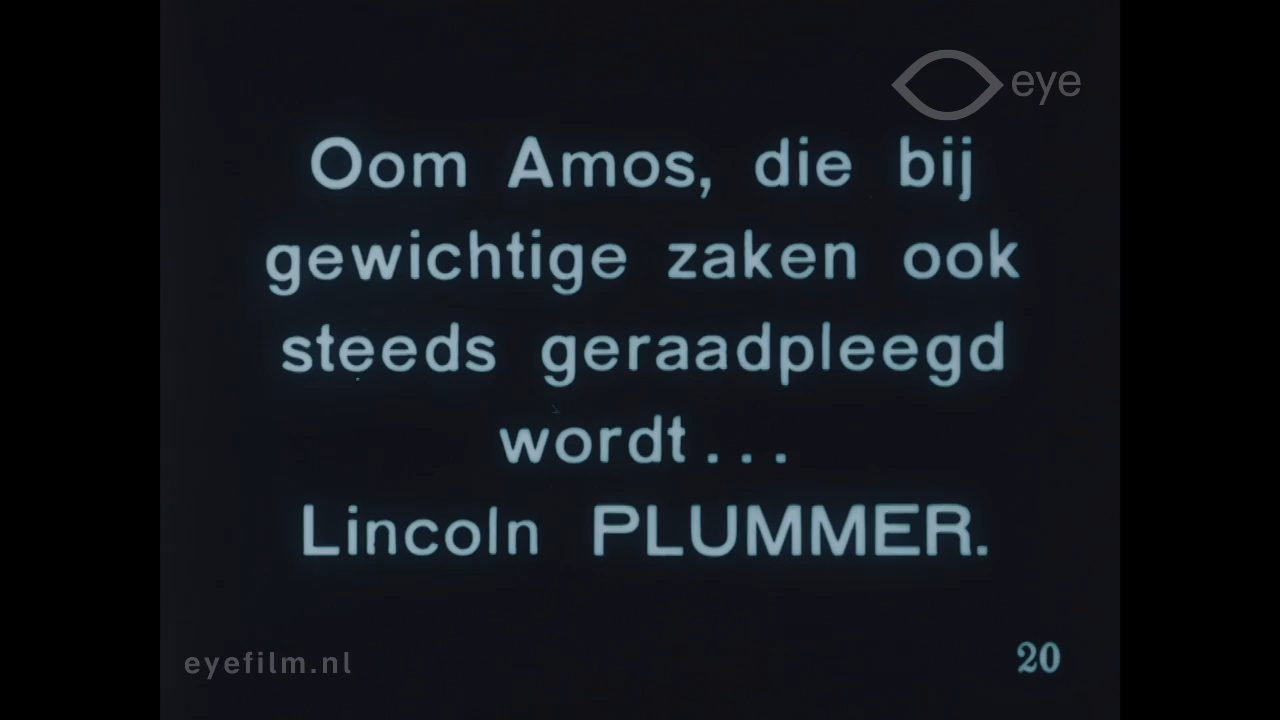 eye
Oom Amos, die bij
gewichtige zaken ook
steeds geraadpleegd
wordt...
Lincoln PLUMMER.
eyefilm.nl
20